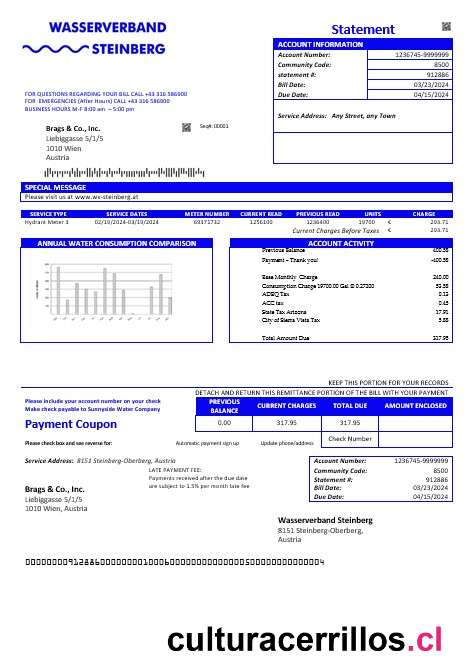 WASSERVERBAND
STEINBERG
Statement
ACCOUNT INFORMATION
Account Number: 1236745-9999999
Community Code: 8500
statement #: 912886
Bill Date: 03/23/2024
Due Date: 04/15/2024
Service Address: Any Street, any Town
FOR QUESTIONS REGARDING YOUR BILL CALL +43 316 586900
FOR EMERGENCIES (After Hours) CALL +43 316 586900
BUSINESS HOURS M-F 8:00 am – 5:00 pm
Brags & Co., Inc.
Liebiggasse 5/1/5
1010 Wien
Austria
Seq#: 00001
SPECIAL MESSAGE
Please visit us at www.wv-steinberg.at
SERVICE TYPE SERVICE DATES METER NUMBER CURRENT READ PREVIOUS READ UNITS CHARGE
Hydrant Meter 3 02/19/2024-03/19/2024 69371732 1256100 1236400 19700 € 293.71
Current Charges Before Taxes € 293.71
ANNUAL WATER CONSUMPTION COMPARISON
ACCOUNT ACTIVITY
Previous Balance
Payment – Thank you!
Base Monthly Charge 240.00
Consumption Charge 19700.00 Gal @ 0.27200 53.58
ADEQ Tax 0.13
ACC tax 0.45
State Tax Arizona 17.91
City of Sierra Vista Tax 5.88
Total Amount Due 317.95
KEEP THIS PORTION FOR YOUR RECORDS
DETACH AND RETURN THIS REMITTANCE PORTION OF THE BILL WITH YOUR PAYMENT
Please include your account number on check
Make check payable to Sunnyside Water Company
Payment Coupon
PREVIOUS BALANCE CURRENT CHARGES TOTAL DUE AMOUNT ENCLOSED
0.00 317.95 317.95
Check Number
Please check box and see reverse for: Automatic payment sign up Update phone/address
Service Address: 8151 Steinberg-Oberberg, Austria
LATE PAYMENT FEE:
Payments received after the due date
are subject to 1.5% per month late fee
Account Number: 1236745-9999999
Community Code: 8500
Statement #: 912886
Bill Date: 03/23/2024
Due Date: 04/15/2024
Brags & Co., Inc.
Liebiggasse 5/1/5
1010 Wien, Austria
Wasserverband Steinberg
8151 Steinberg-Oberberg,
Austria
culturacerrillos.cl